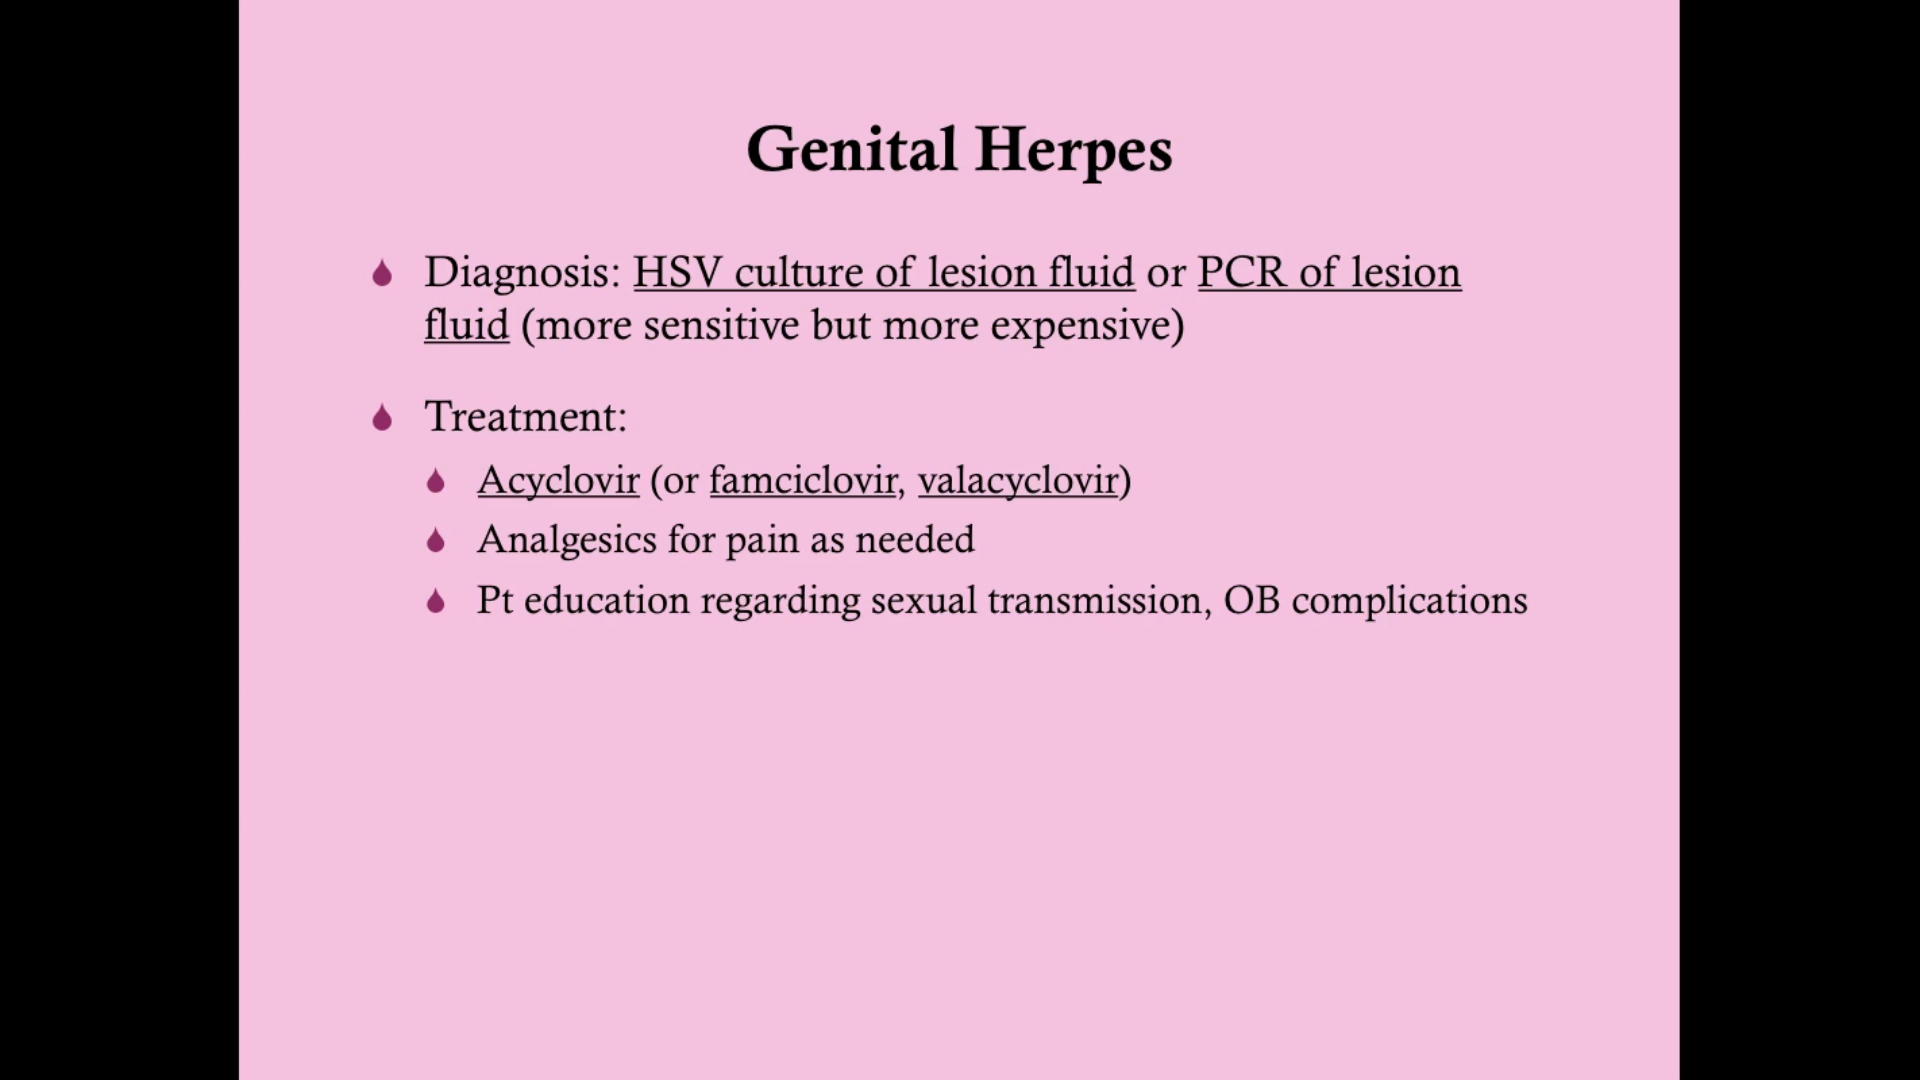 Genital Herpes
Diagnosis: HSV culture of lesion fluid or PCR of lesion
fluid (more sensitive but more expensive)
Treatment:
Acyclovir (or famciclovir, valacyclovir)
Analgesics for pain as needed
Pt education regarding sexual transmission, OB complications